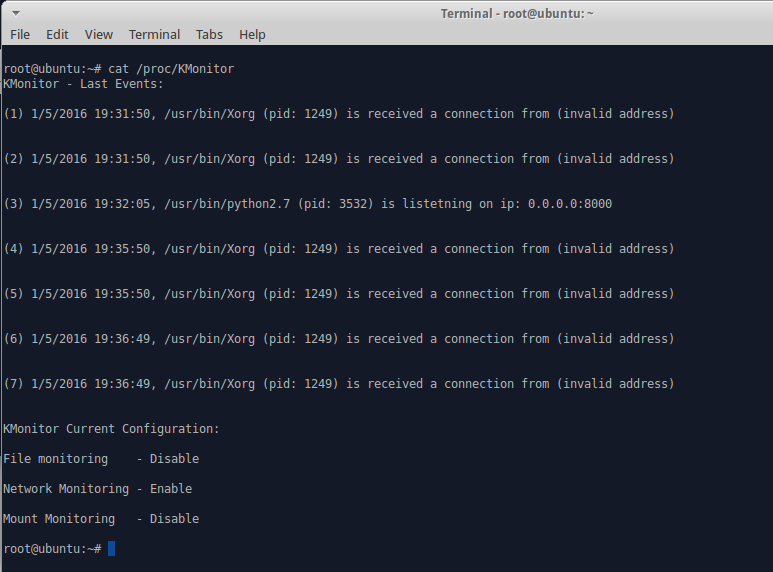 Terminal - root@ubuntu: ~
File Edit View Terminal Tabs Help
root@ubuntu:~# cat /proc/KMonitor
KMonitor - Last Events:
(1) 1/5/2016 19:31:50, /usr/bin/Xorg (pid: 1249) is received a connection from (invalid address)
(2) 1/5/2016 19:31:50, /usr/bin/Xorg (pid: 1249) is received a connection from (invalid address)
(3) 1/5/2016 19:32:05, /usr/bin/python2.7 (pid: 3532) is listetning on ip: 0.0.0.0:8000
(4) 1/5/2016 19:35:50, /usr/bin/Xorg (pid: 1249) is received a connection from (invalid address)
(5) 1/5/2016 19:35:50, /usr/bin/Xorg (pid: 1249) is received a connection from (invalid address)
(6) 1/5/2016 19:36:49, /usr/bin/Xorg (pid: 1249) is received a connection from (invalid address)
(7) 1/5/2016 19:36:49, /usr/bin/Xorg (pid: 1249) is received a connection from (invalid address)
KMonitor Current Configuration:
File monitoring    - Disable
Network Monitoring - Enable
Mount Monitoring   - Disable
root@ubuntu:~#